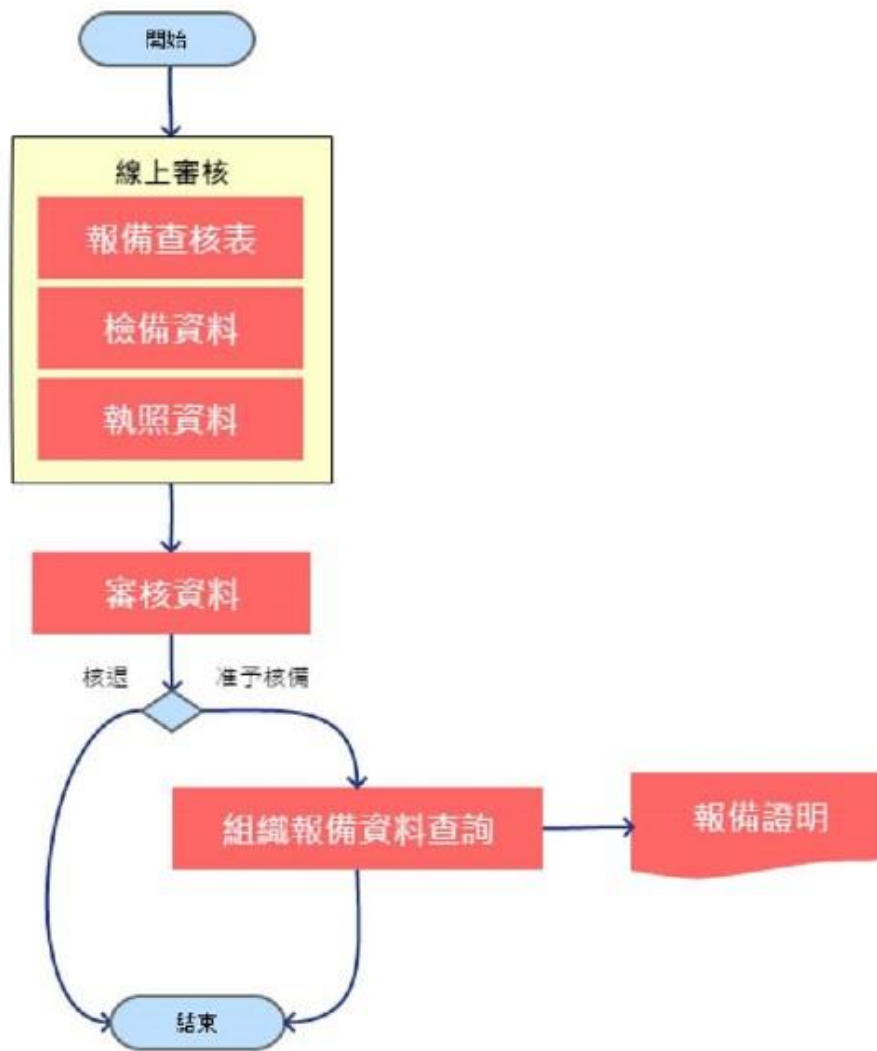 開始
線上審核
報備查核表
檢備資料
執照資料
審核資料
核退
准予核備
組織報備資料查詢
報備證明
結束